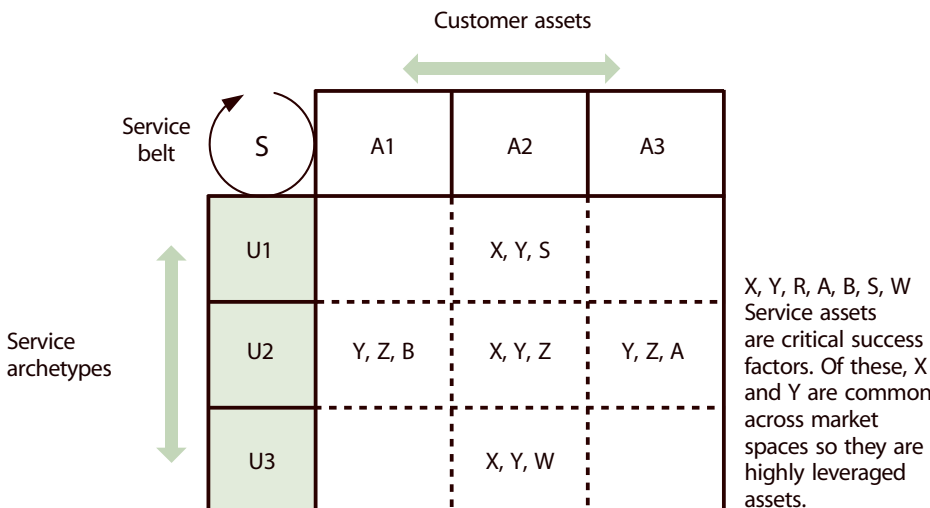 Customer assets
Service
belt
S
A1
A2
A3
U1
X, Y, S
Service
archetypes
U2
Y, Z, B
X, Y, Z
Y, Z, A
U3
X, Y, W
X, Y, R, A, B, S, W
Service assets
are critical success
factors. Of these, X
and Y are common
across market
spaces so they are
highly leveraged
assets.